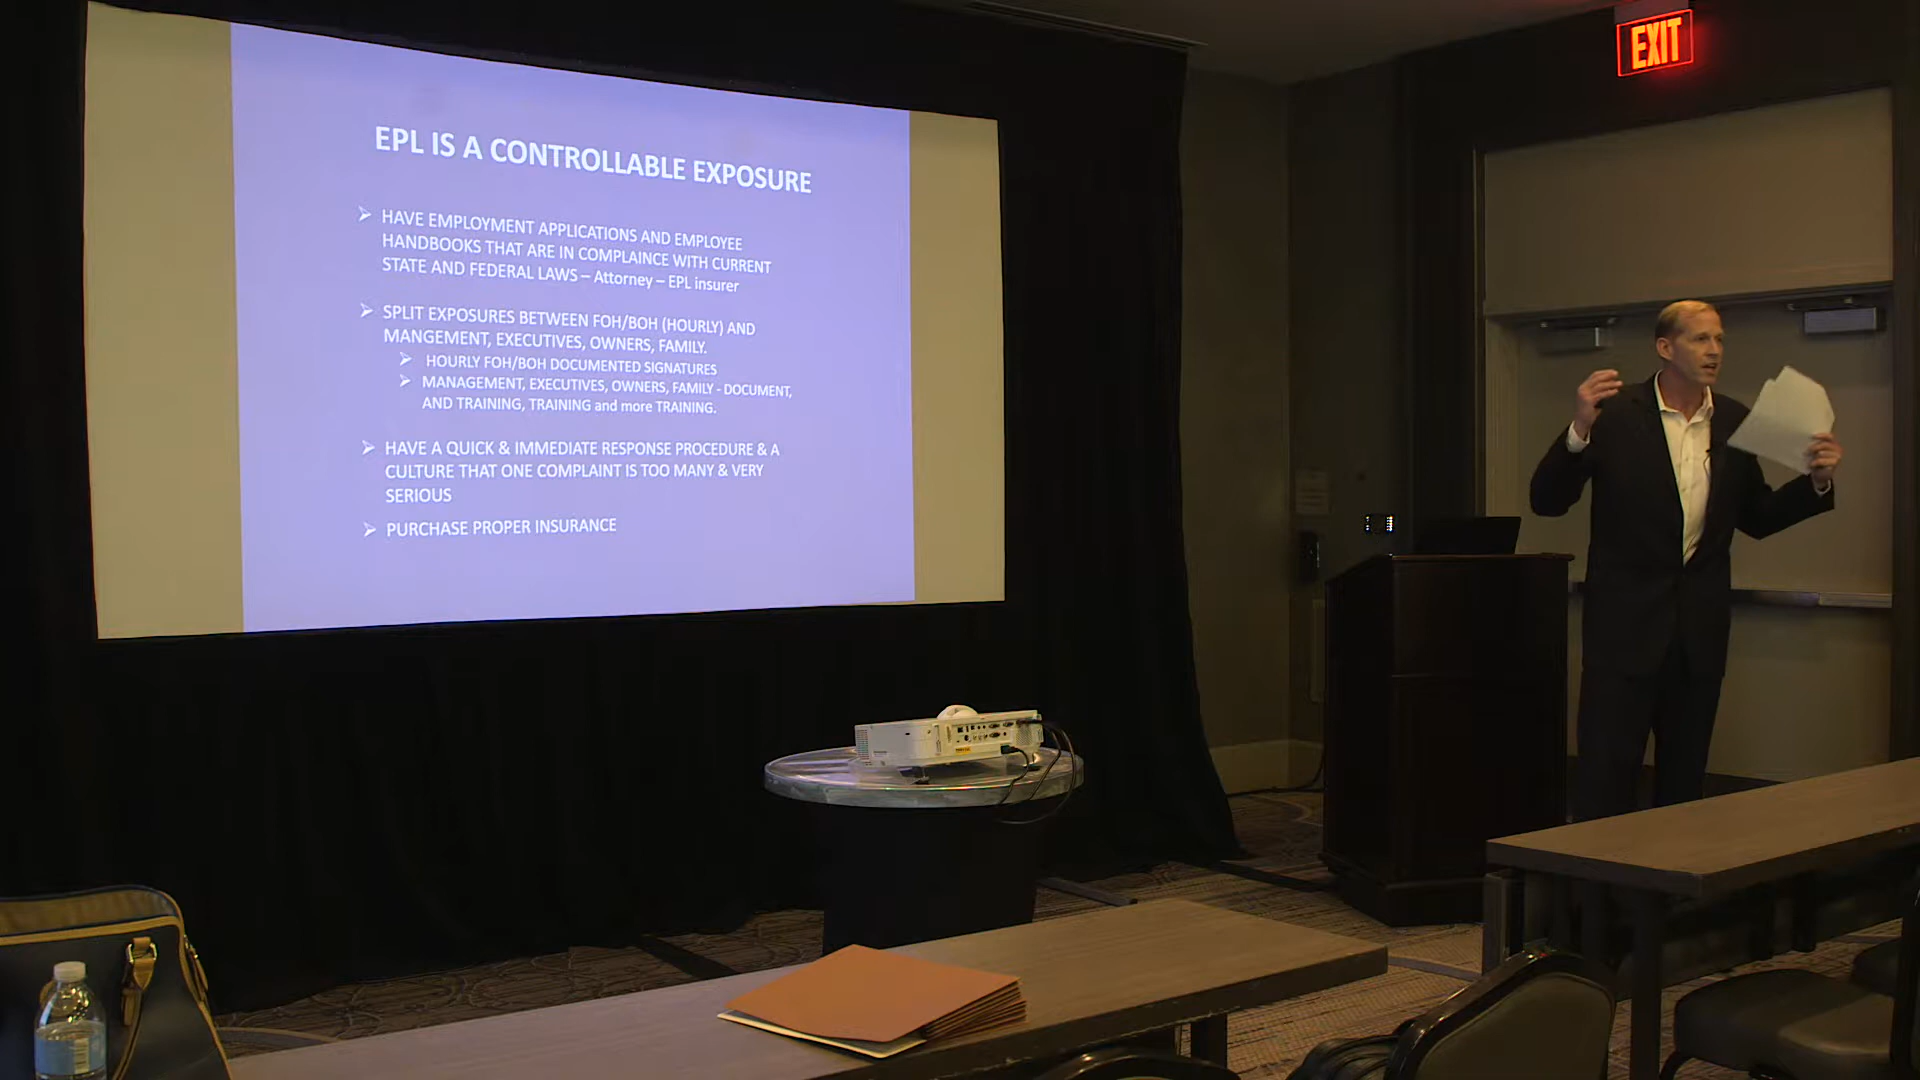 EPL IS A CONTROLLABLE EXPOSURE
HAVE EMPLOYMENT APPLICATIONS AND EMPLOYEE
HANDBOOKS THAT ARE IN COMPLAINCE WITH CURRENT
STATE AND FEDERAL LAWS – Attorney – EPL insurer
SPLIT EXPOSURES BETWEEN FOH/BOH (HOURLY) AND
MANGEMENT, EXECUTIVES, OWNERS, FAMILY.
HOURLY FOH/BOH DOCUMENTED SIGNATURES
MANAGEMENT, EXECUTIVES, OWNERS, FAMILY - DOCUMENT,
AND TRAINING, TRAINING and more TRAINING.
HAVE A QUICK & IMMEDIATE RESPONSE PROCEDURE & A
CULTURE THAT ONE COMPLAINT IS TOO MANY & VERY
SERIOUS
PURCHASE PROPER INSURANCE
EXIT